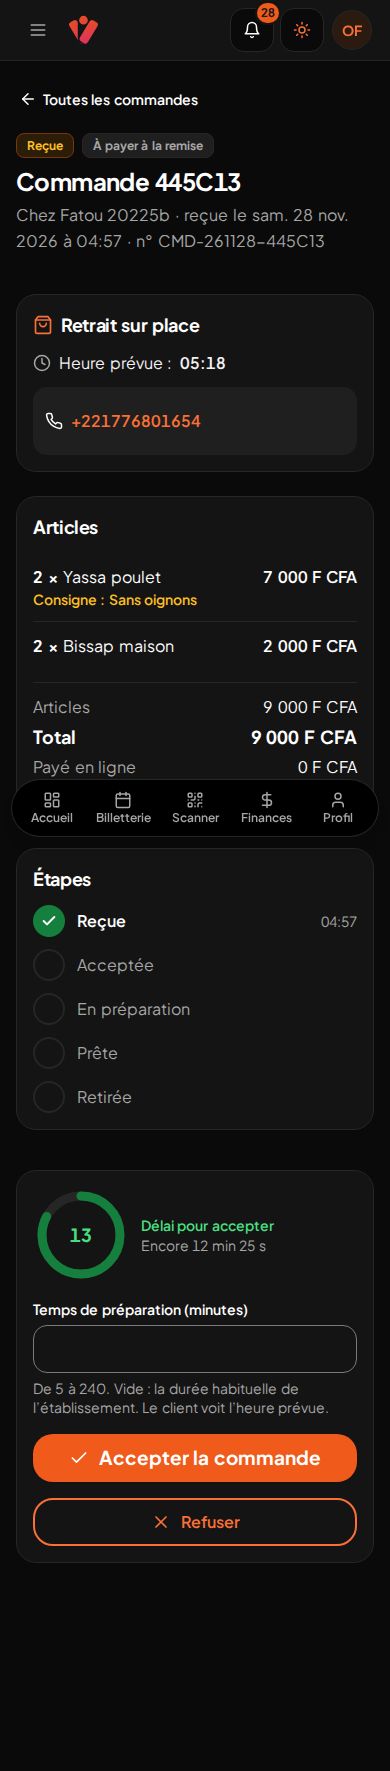 28
OF
Toutes les commandes
Reçue
À payer à la remise
Commande 445C13
Chez Fatou 20225b · reçue le sam. 28 nov.
2026 à 04:57 · n° CMD-261128-445C13
Retrait sur place
Heure prévue : 05:18
+221776801654
Articles
2 × Yassa poulet 7 000 F CFA
Consigne : Sans oignons
2 × Bissap maison 2 000 F CFA
Articles 9 000 F CFA
Total 9 000 F CFA
Payé en ligne 0 F CFA
Accueil Billetterie Scanner Finances Profil
Étapes
Reçue 04:57
Acceptée
En préparation
Prête
Retirée
13
Délai pour accepter
Encore 12 min 25 s
Temps de préparation (minutes)
De 5 à 240. Vide : la durée habituelle de
l'établissement. Le client voit l'heure prévue.
Accepter la commande
Refuser